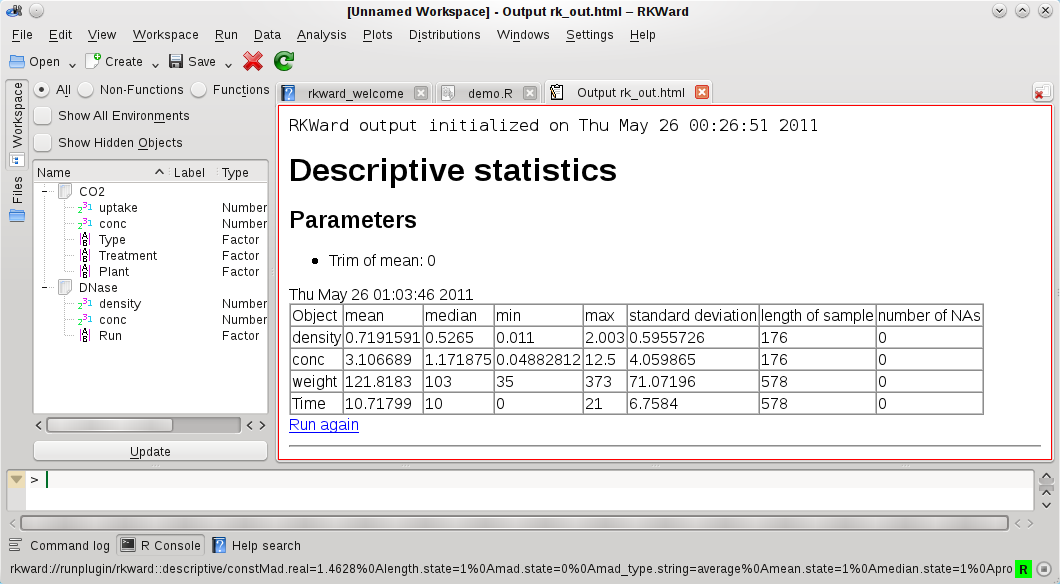 [Unnamed Workspace] - Output rk_out.html – RKWard
File Edit View Workspace Run Data Analysis Plots Distributions Windows Settings Help
Open Create Save
Workspace
Files
All Non-Functions Functions
Show All Environments
Show Hidden Objects
Name Label Type
CO2
uptake Number
conc Number
Type Factor
Treatment Factor
Plant Factor
DNase
density Number
conc Number
Run Factor
Update
rkward_welcome demo.R Output rk_out.html
RKWard output initialized on Thu May 26 00:26:51 2011
Descriptive statistics
Parameters
• Trim of mean: 0
Thu May 26 01:03:46 2011
Object mean median min max standard deviation length of sample number of NAs
density 0.7191591 0.5265 0.011 2.003 0.5955726 176 0
conc 3.106689 1.171875 0.04882812 12.5 4.059865 176 0
weight 121.8183 103 35 373 71.07196 578 0
Time 10.71799 10 0 21 6.7584 578 0
Run again
>
Command log R Console Help search
rkward://runplugin/rkward::descriptive/constMad.real=1.4628%0Alength.state=1%0Amad.state=0%0Amad_type.string=average%0Amean.state=1%0Amedian.state=1%0Apro R